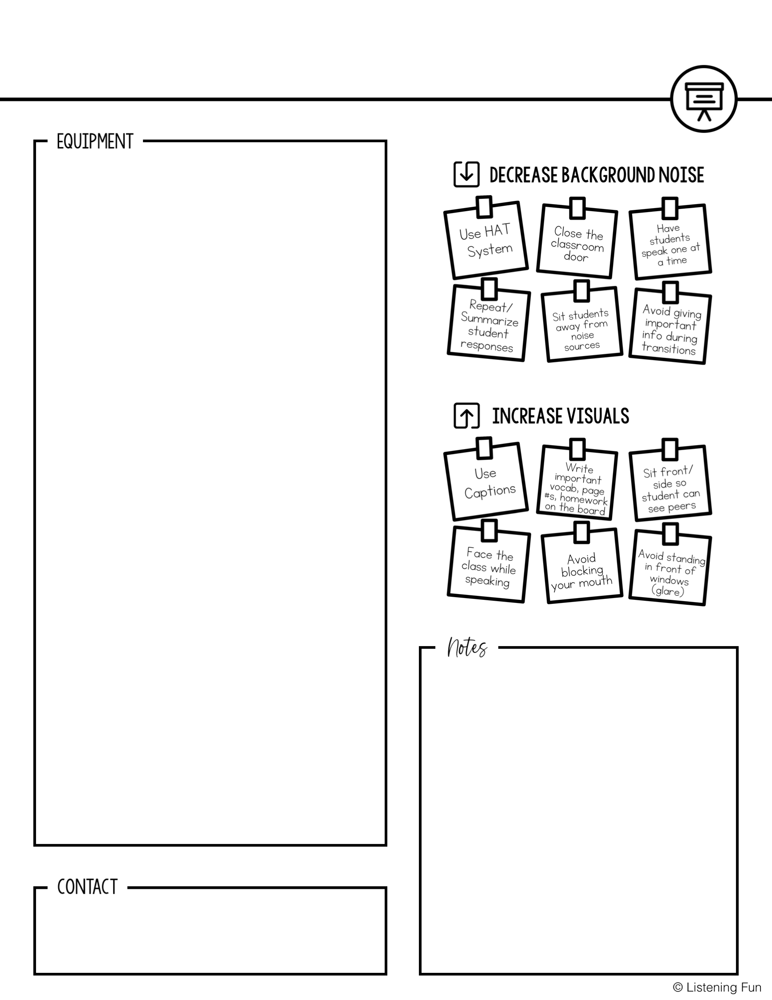 EQUIPMENT
DECREASE BACKGROUND NOISE
Use HAT
System
Close the
classroom
door
Have
students
speak one at
a time
Repeat/
Summarize
student
responses
Sit students
away from
noise
sources
Avoid giving
important
info during
transitions
INCREASE VISUALS
Use
Captions
Write
important
vocab, page
#s, homework
on the board
Sit front/
side so
student can
see peers
Face the
class while
speaking
Avoid
blocking
your mouth
Avoid standing
in front of
windows
(glare)
Notes
CONTACT
© Listening Fun